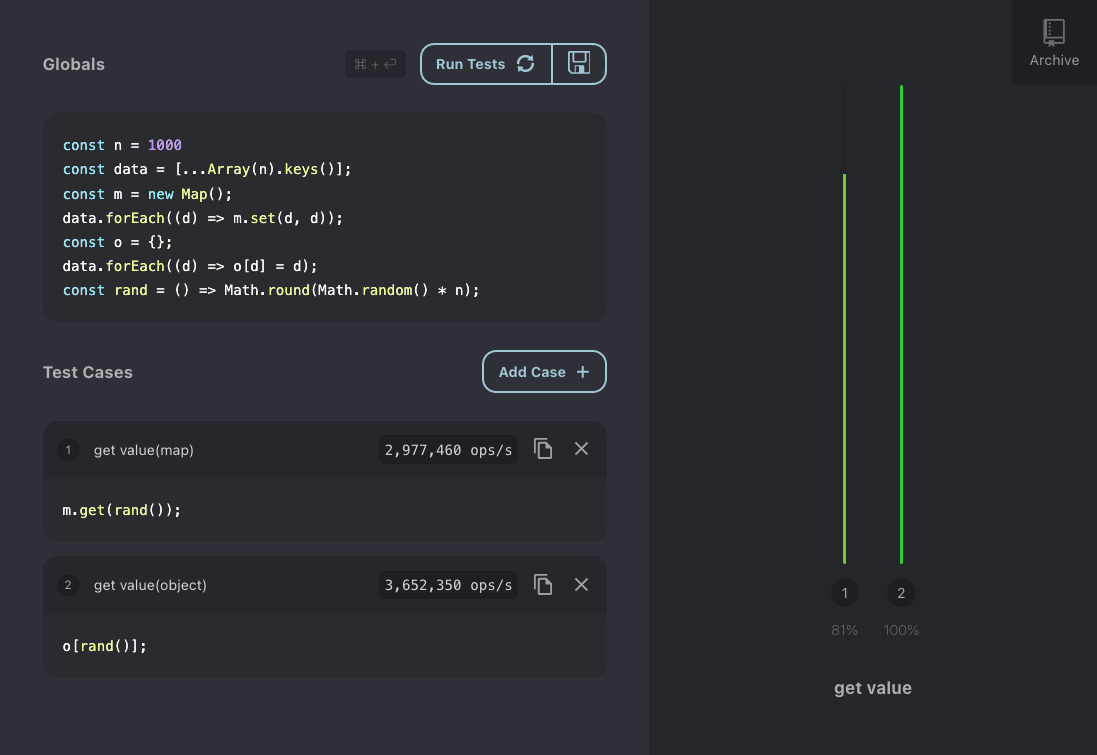 Globals
⌘ + ⏎
Run Tests
Archive
const n = 1000
const data = [...Array(n).keys()];
const m = new Map();
data.forEach((d) => m.set(d, d));
const o = {};
data.forEach((d) => o[d] = d);
const rand = () => Math.round(Math.random() * n);
Test Cases
Add Case +
1 get value(map) 2,977,460 ops/s
m.get(rand());
2 get value(object) 3,652,350 ops/s
o[rand()];
1 2
81% 100%
get value